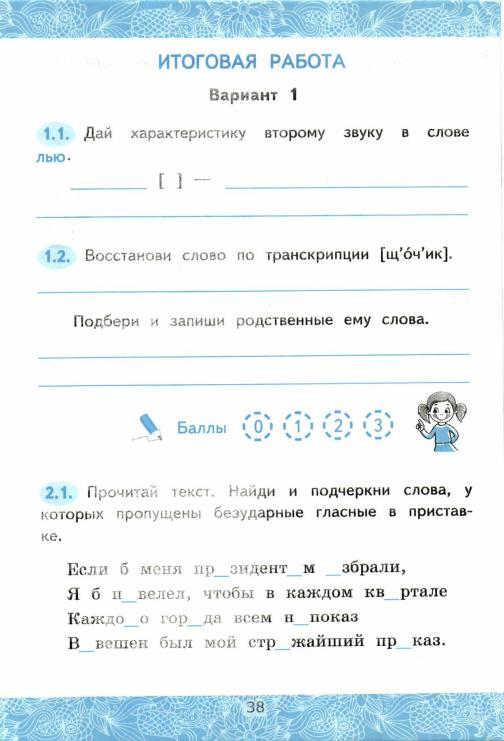 ИТОГОВАЯ РАБОТА
Вариант 1
1.1. Дай характеристику второму звуку в слове
лью.
____ [ ] — ____
1.2. Восстанови слово по транскрипции [щ'о́ч'ик].
Подбери и запиши родственные ему слова.
Баллы 0 1 2 3
2.1. Прочитай текст. Найди и подчеркни слова, у
которых пропущены безударные гласные в пристав-
ке.
Если б меня пр_зидент_м _збрали,
Я б п_велел, чтобы в каждом кв_ртале
Каждо_о гор_да всем н_показ
В_вешен был мой стр_жайший пр_каз.
38